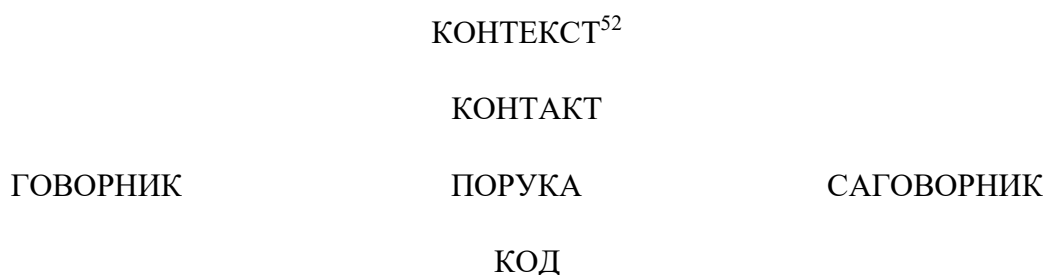 КОНТЕКСТ⁵²
КОНТАКТ
ГОВОРНИК ПОРУКА САГОВОРНИК
КОД